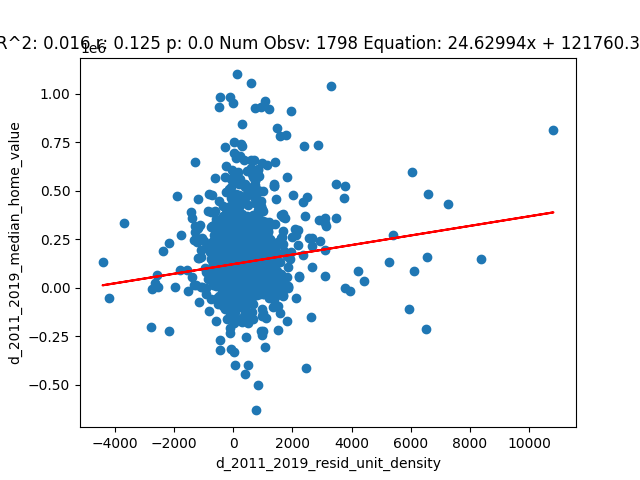 R^2: 0.016 r: 0.125 p: 0.0 Num Obsv: 1798 Equation: 24.62994x + 121760.3
1e6
1.00
0.75
0.50
0.25
0.00
−0.25
−0.50
d_2011_2019_median_home_value
−4000 −2000 0 2000 4000 6000 8000 10000
d_2011_2019_resid_unit_density